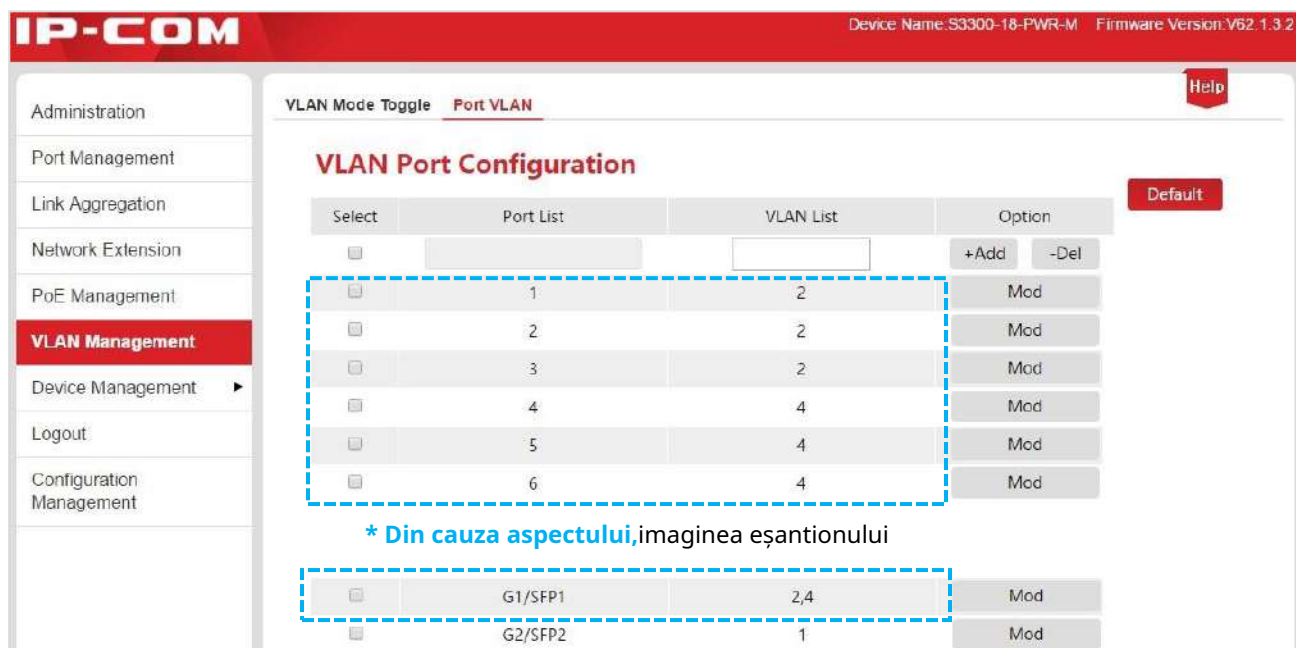 IP-COM
Device Name:S3300-18-PWR-M Firmware Version:V62.1.3.2
Help
Administration
Port Management
Link Aggregation
Network Extension
PoE Management
VLAN Management
Device Management
Logout
Configuration
Management
VLAN Mode Toggle Port VLAN
VLAN Port Configuration
Default
Select Port List VLAN List Option
+Add -Del
1 2 Mod
2 2 Mod
3 2 Mod
4 4 Mod
5 4 Mod
6 4 Mod
* Din cauza aspectului,imaginea eșantionului
G1/SFP1 2,4 Mod
G2/SFP2 1 Mod